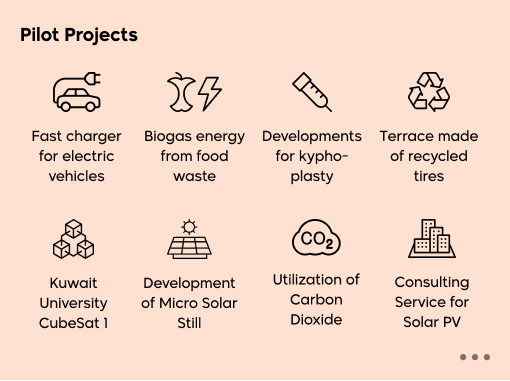 Pilot Projects
Fast charger
for electric
vehicles
Biogas energy
from food
waste
Developments
for kypho-
plasty
Terrace made
of recycled
tires
Kuwait
University
CubeSat 1
Development
of Micro Solar
Still
CO2
Utilization of
Carbon
Dioxide
Consulting
Service for
Solar PV